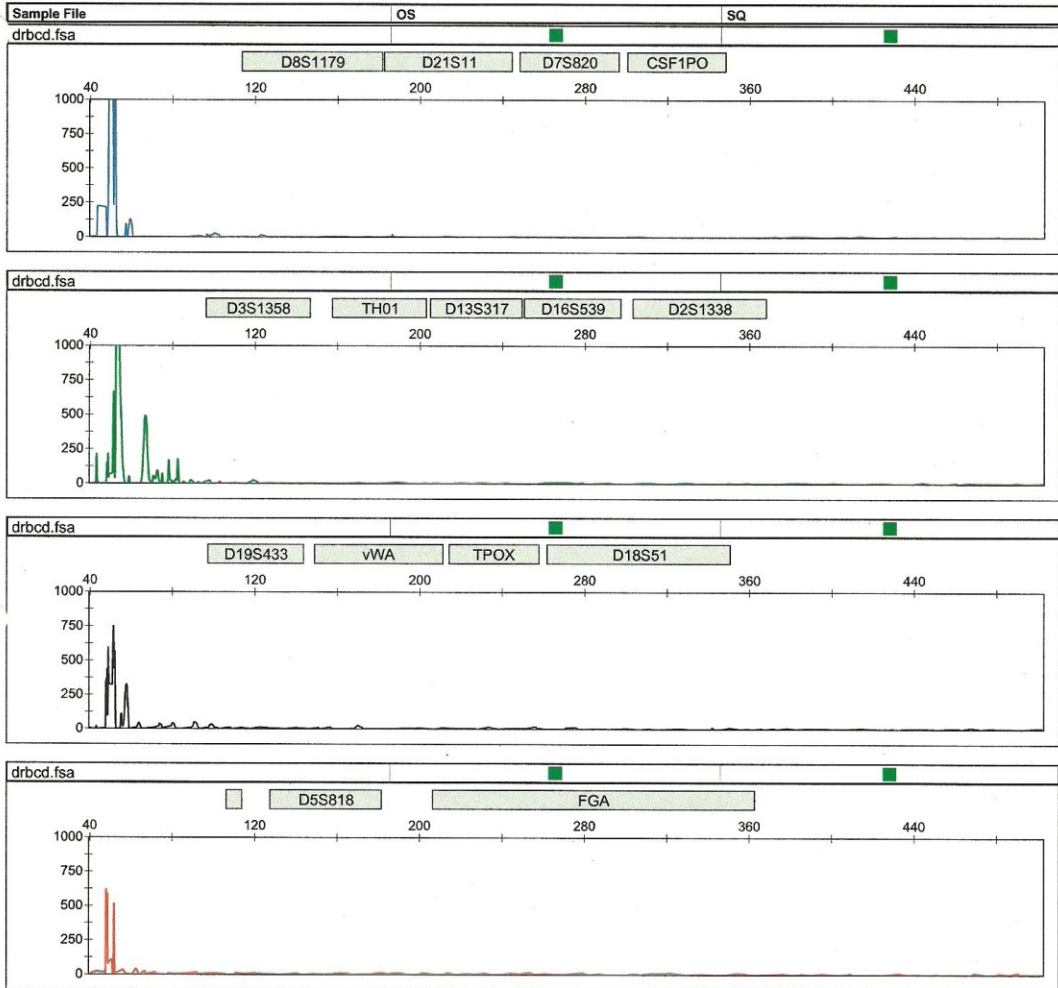 Sample File OS SQ
drbcd.fsa
D8S1179 D21S11 D7S820 CSF1PO
40 120 200 280 360 440
1000
750
500
250
0
drbcd.fsa
D3S1358 TH01 D13S317 D16S539 D2S1338
40 120 200 280 360 440
1000
750
500
250
0
drbcd.fsa
D19S433 vWA TPOX D18S51
40 120 200 280 360 440
1000
750
500
250
0
drbcd.fsa
D5S818 FGA
40 120 200 280 360 440
1000
750
500
250
0